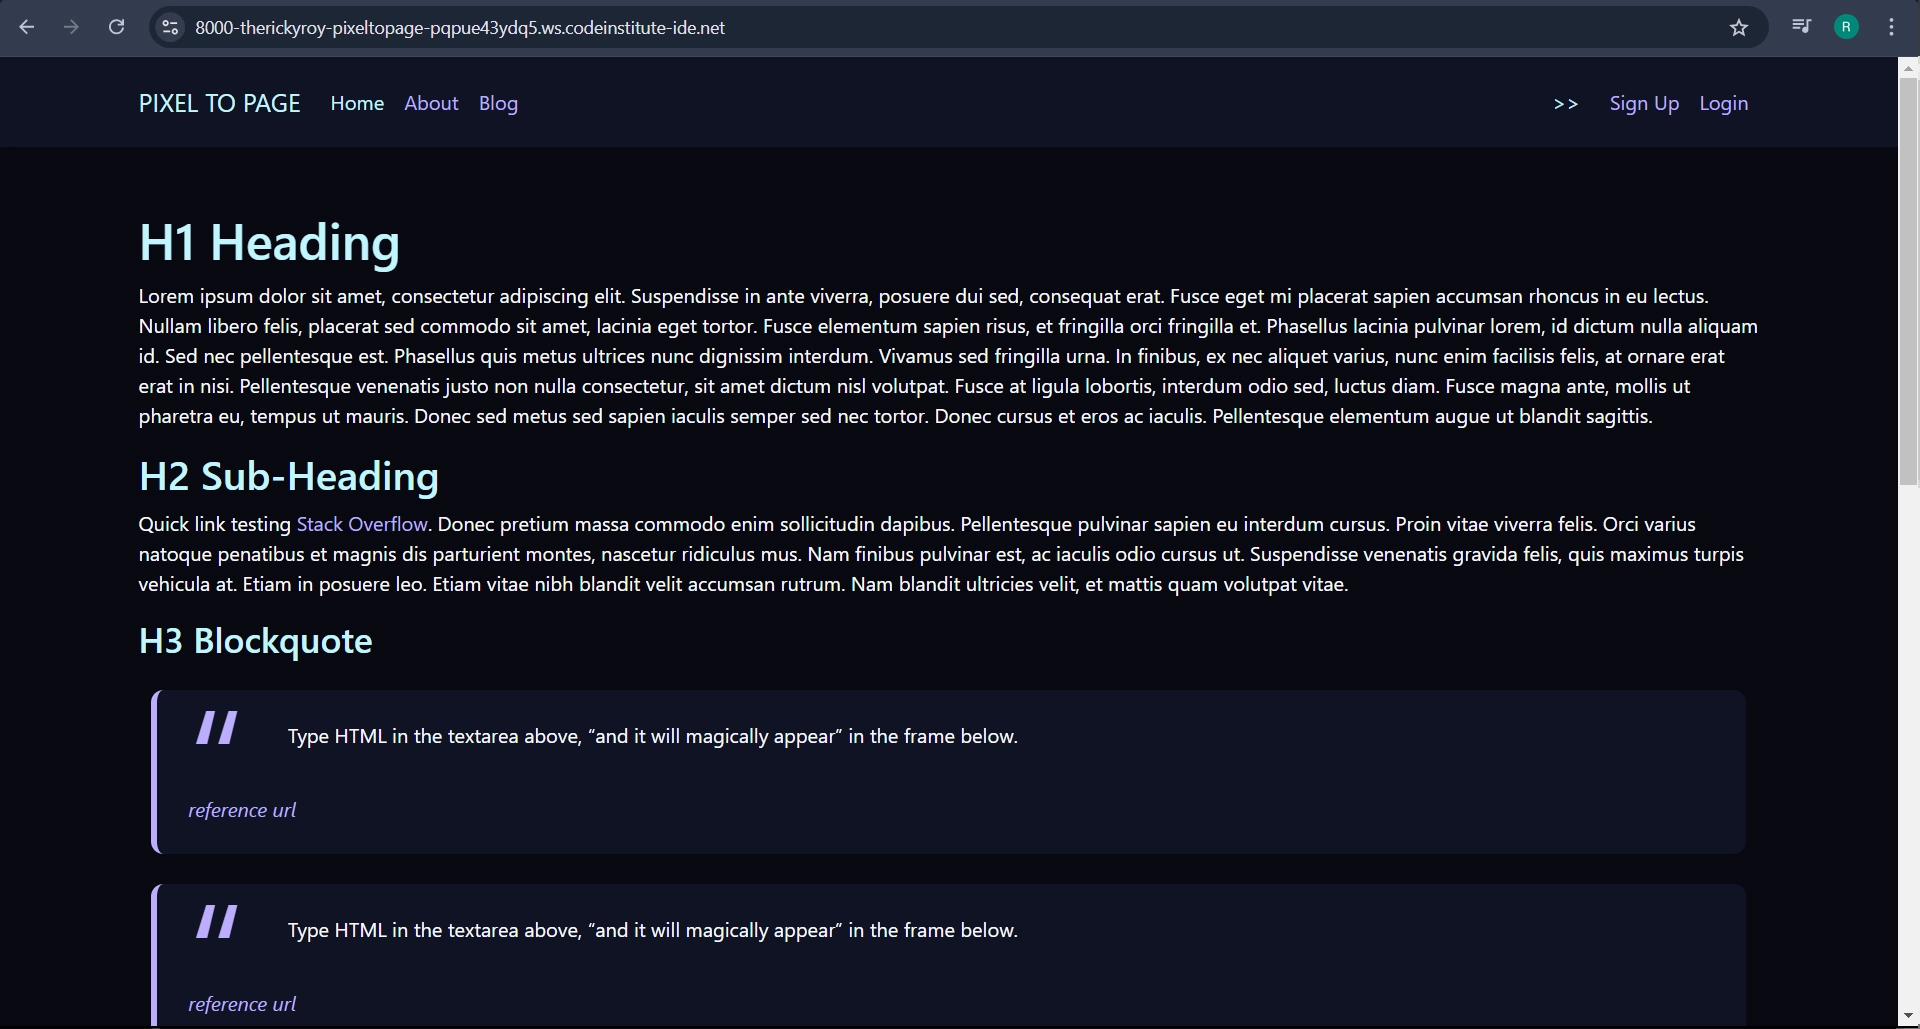 8000-therickyroy-pixeltopage-pqpue43ydq5.ws.codeinstitute-ide.net
R
PIXEL TO PAGE Home About Blog >> Sign Up Login
H1 Heading
Lorem ipsum dolor sit amet, consectetur adipiscing elit. Suspendisse in ante viverra, posuere dui sed, consequat erat. Fusce eget mi placerat sapien accumsan rhoncus in eu lectus.
Nullam libero felis, placerat sed commodo sit amet, lacinia eget tortor. Fusce elementum sapien risus, et fringilla orci fringilla et. Phasellus lacinia pulvinar lorem, id dictum nulla aliquam
id. Sed nec pellentesque est. Phasellus quis metus ultrices nunc dignissim interdum. Vivamus sed fringilla urna. In finibus, ex nec aliquet varius, nunc enim facilisis felis, at ornare erat
erat in nisi. Pellentesque venenatis justo non nulla consectetur, sit amet dictum nisl volutpat. Fusce at ligula lobortis, interdum odio sed, luctus diam. Fusce magna ante, mollis ut
pharetra eu, tempus ut mauris. Donec sed metus sed sapien iaculis semper sed nec tortor. Donec cursus et eros ac iaculis. Pellentesque elementum augue ut blandit sagittis.
H2 Sub-Heading
Quick link testing Stack Overflow. Donec pretium massa commodo enim sollicitudin dapibus. Pellentesque pulvinar sapien eu interdum cursus. Proin vitae viverra felis. Orci varius
natoque penatibus et magnis dis parturient montes, nascetur ridiculus mus. Nam finibus pulvinar est, ac iaculis odio cursus ut. Suspendisse venenatis gravida felis, quis maximus turpis
vehicula at. Etiam in posuere leo. Etiam vitae nibh blandit velit accumsan rutrum. Nam blandit ultricies velit, et mattis quam volutpat vitae.
H3 Blockquote
" Type HTML in the textarea above, “and it will magically appear” in the frame below.
reference url
" Type HTML in the textarea above, “and it will magically appear” in the frame below.
reference url